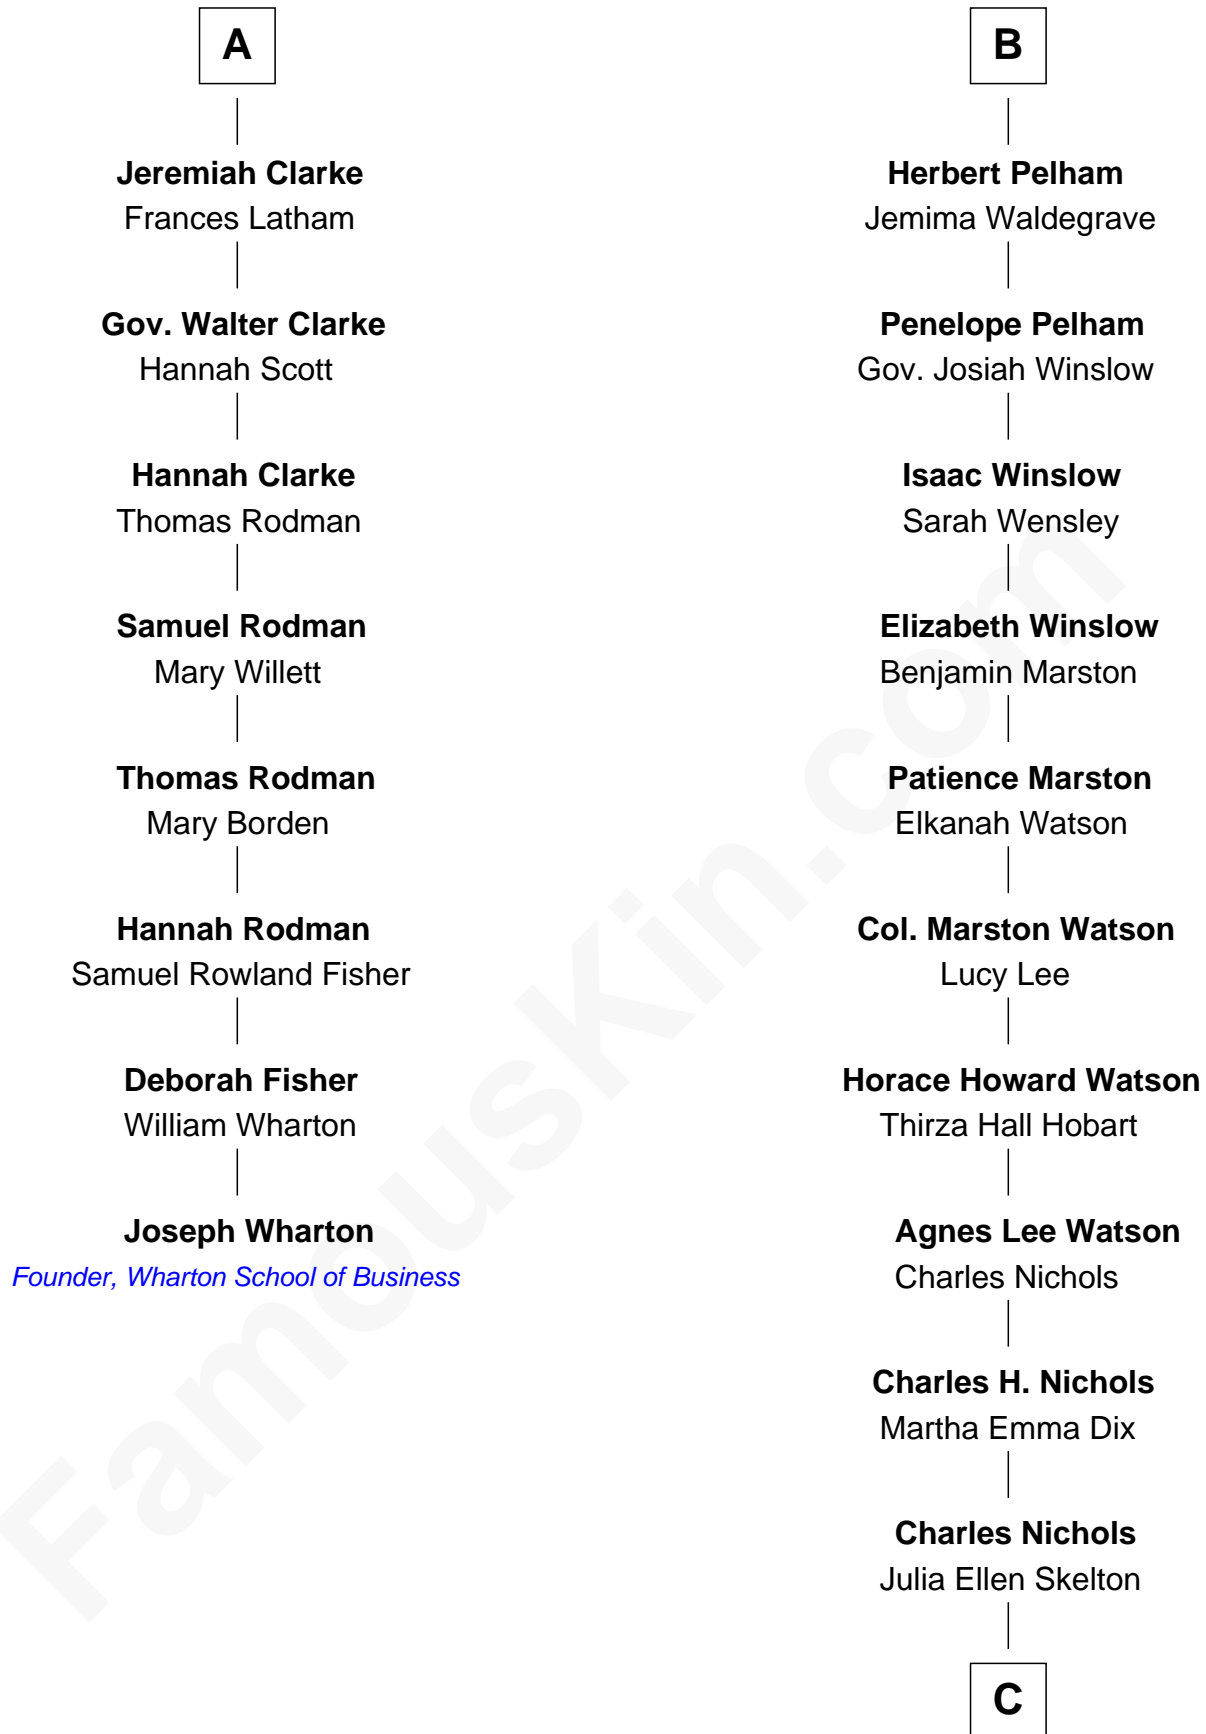 A
Jeremiah Clarke
Frances Latham
Gov. Walter Clarke
Hannah Scott
Hannah Clarke
Thomas Rodman
Samuel Rodman
Mary Willett
Thomas Rodman
Mary Borden
Hannah Rodman
Samuel Rowland Fisher
Deborah Fisher
William Wharton
Joseph Wharton
Founder, Wharton School of Business
B
Herbert Pelham
Jemima Waldegrave
Penelope Pelham
Gov. Josiah Winslow
Isaac Winslow
Sarah Wensley
Elizabeth Winslow
Benjamin Marston
Patience Marston
Elkanah Watson
Col. Marston Watson
Lucy Lee
Horace Howard Watson
Thirza Hall Hobart
Agnes Lee Watson
Charles Nichols
Charles H. Nichols
Martha Emma Dix
Charles Nichols
Julia Ellen Skelton
C
FamousKin.com